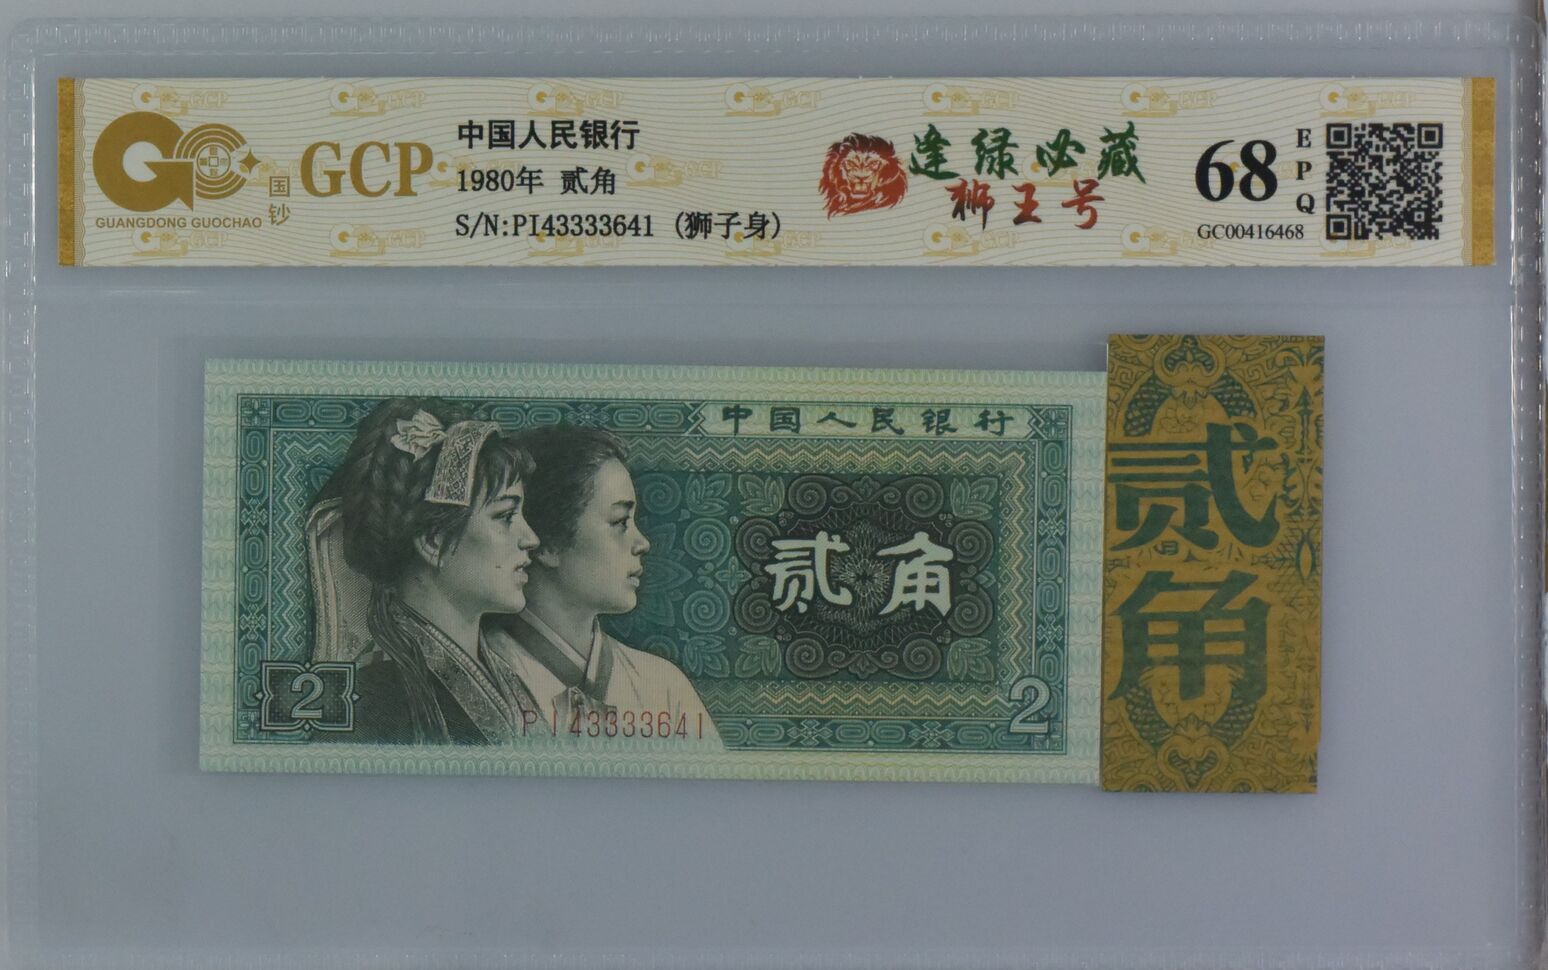 GUANGDONG GUOCHAO
国钞
GCP
中国人民银行
1980年 贰角
S/N:PI43333641 (狮子身)
逢绿必藏
狮王号
68
EPQ
GC00416468
中国人民银行
贰角
2
2
PI43333641
贰角